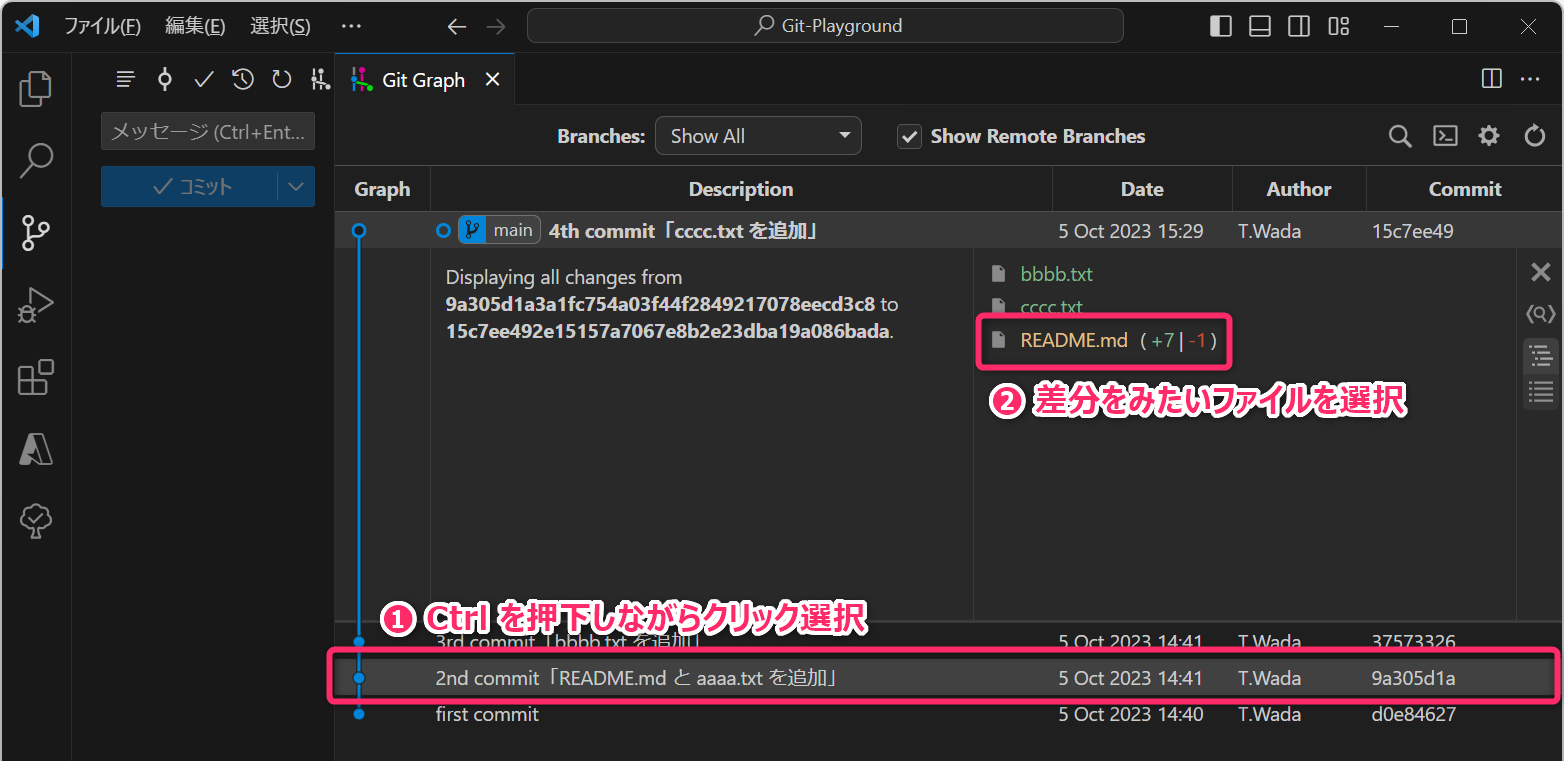 ファイル(F) 編集(E) 選択(S) ··· Git-Playground
Git Graph
メッセージ (Ctrl+Ent...
コミット
Branches: Show All Show Remote Branches
Graph Description Date Author Commit
main 4th commit「cccc.txt を追加」 5 Oct 2023 15:29 T.Wada 15c7ee49
Displaying all changes from
9a305d1a3a1fc754a03f44f2849217078eecd3c8 to
15c7ee492e15157a7067e8b2e23dba19a086bada.
bbbb.txt
cccc.txt
README.md ( +7 | -1 )
❷ 差分をみたいファイルを選択
❶ Ctrl を押下しながらクリック選択
3rd commit「bbbb.txt を追加」 5 Oct 2023 14:41 T.Wada 37573326
2nd commit「README.md と aaaa.txt を追加」 5 Oct 2023 14:41 T.Wada 9a305d1a
first commit 5 Oct 2023 14:40 T.Wada d0e84627